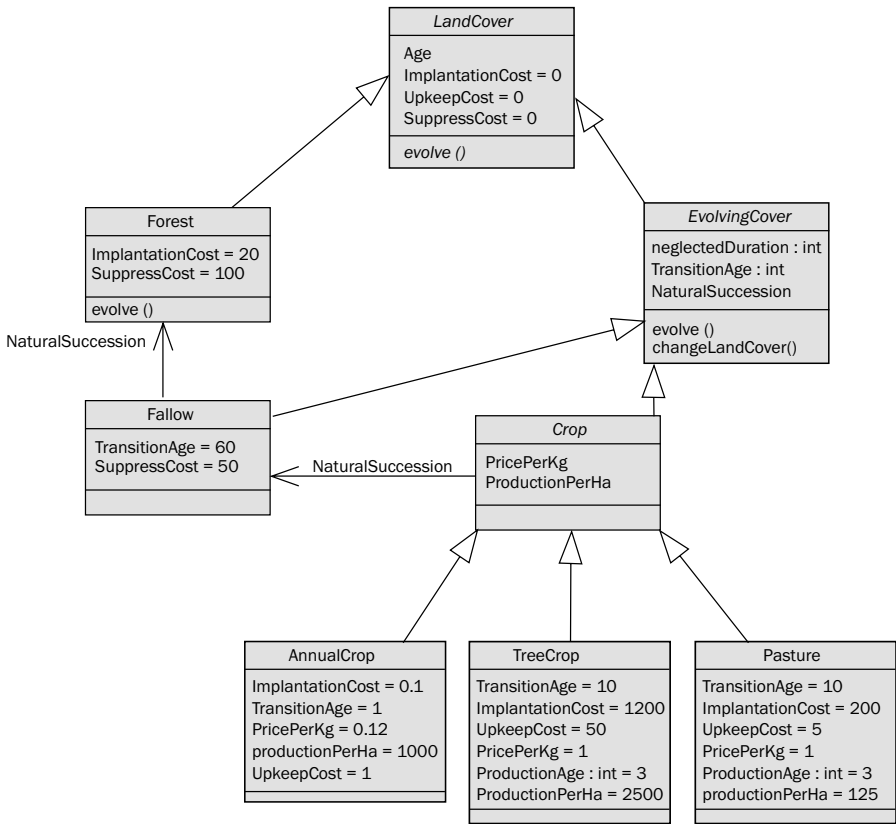 LandCover
Age
ImplantationCost = 0
UpkeepCost = 0
SuppressCost = 0
evolve ()
Forest
ImplantationCost = 20
SuppressCost = 100
evolve ()
EvolvingCover
neglectedDuration : int
TransitionAge : int
NaturalSuccession
evolve ()
changeLandCover()
NaturalSuccession
Fallow
TransitionAge = 60
SuppressCost = 50
NaturalSuccession
Crop
PricePerKg
ProductionPerHa
AnnualCrop
ImplantationCost = 0.1
TransitionAge = 1
PricePerKg = 0.12
productionPerHa = 1000
UpkeepCost = 1
TreeCrop
TransitionAge = 10
ImplantationCost = 1200
UpkeepCost = 50
PricePerKg = 1
ProductionAge : int = 3
ProductionPerHa = 2500
Pasture
TransitionAge = 10
ImplantationCost = 200
UpkeepCost = 5
PricePerKg = 1
ProductionAge : int = 3
productionPerHa = 125